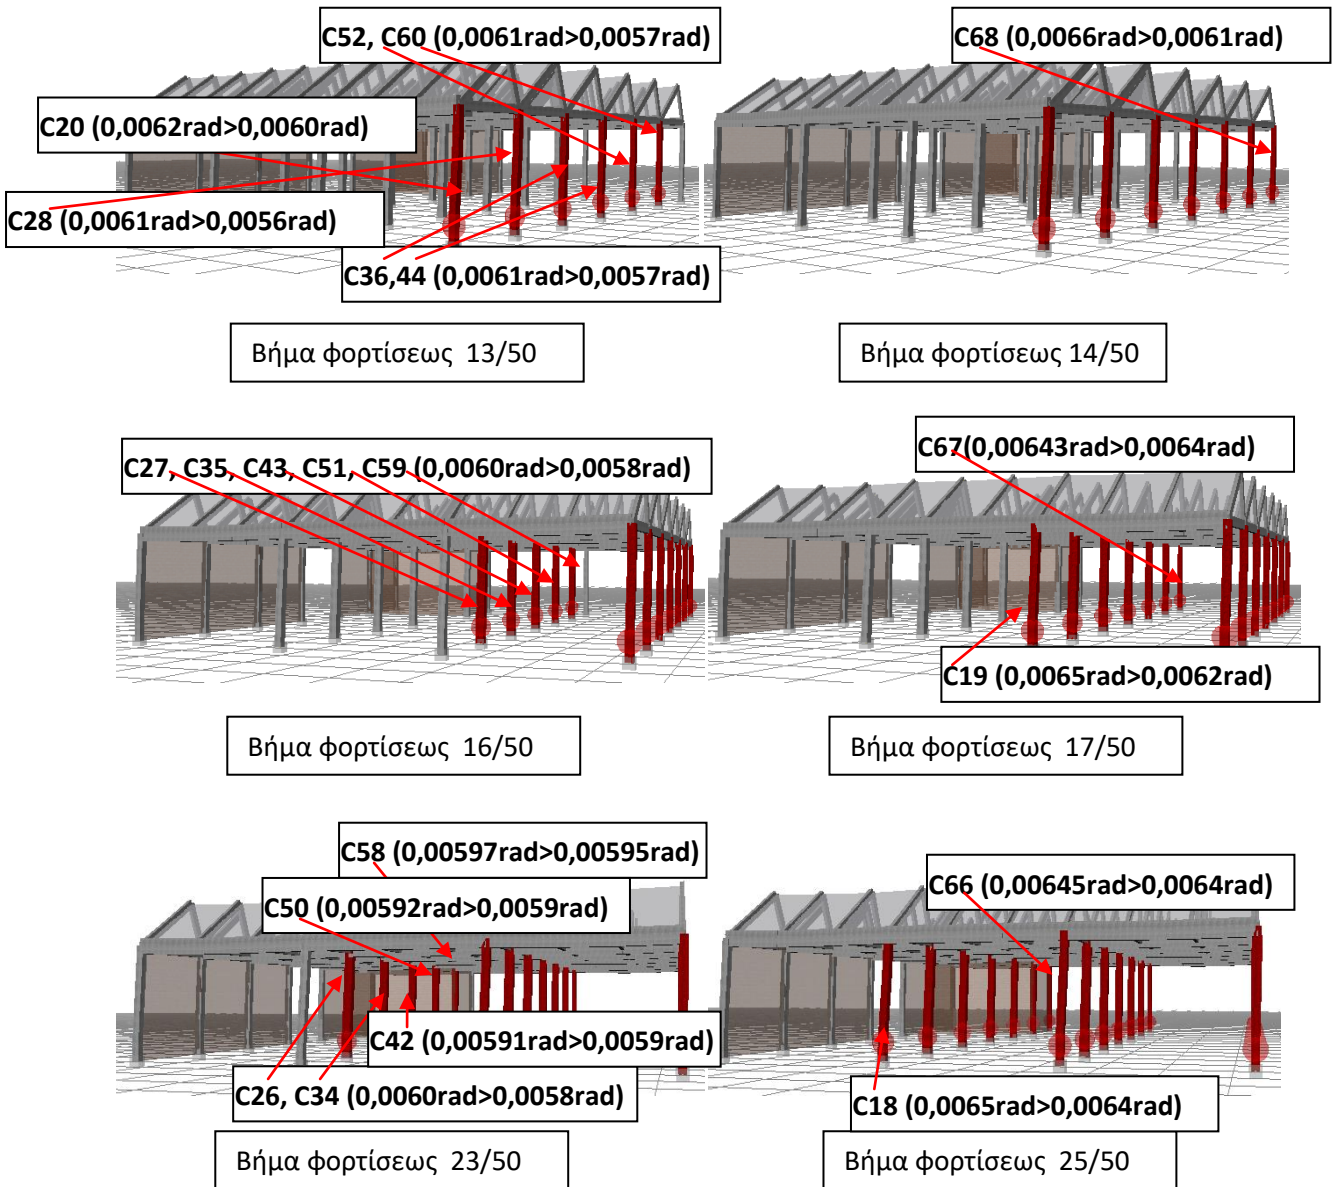 C52, C60 (0,0061rad>0,0057rad)
C68 (0,0066rad>0,0061rad)
C20 (0,0062rad>0,0060rad)
C28 (0,0061rad>0,0056rad)
C36,44 (0,0061rad>0,0057rad)
Βήμα φορτίσεως 13/50
Βήμα φορτίσεως 14/50
C27, C35, C43, C51, C59 (0,0060rad>0,0058rad)
C67(0,00643rad>0,0064rad)
C19 (0,0065rad>0,0062rad)
Βήμα φορτίσεως 16/50
Βήμα φορτίσεως 17/50
C58 (0,00597rad>0,00595rad)
C50 (0,00592rad>0,0059rad)
C66 (0,00645rad>0,0064rad)
C42 (0,00591rad>0,0059rad)
C26, C34 (0,0060rad>0,0058rad)
C18 (0,0065rad>0,0064rad)
Βήμα φορτίσεως 23/50
Βήμα φορτίσεως 25/50